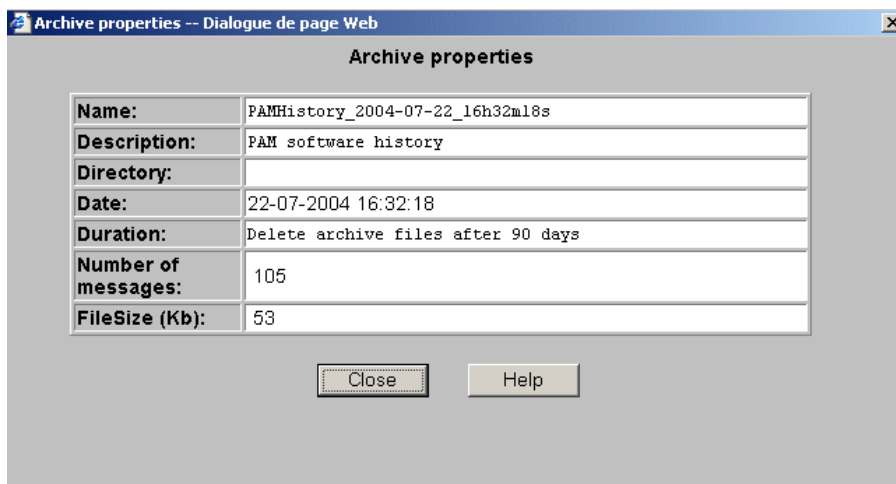 Archive properties -- Dialogue de page Web
Archive properties
Name: PAMHistory_2004-07-22_16h32m18s
Description: PAM software history
Directory:
Date: 22-07-2004 16:32:18
Duration: Delete archive files after 90 days
Number of
messages: 105
FileSize (Kb): 53
Close Help